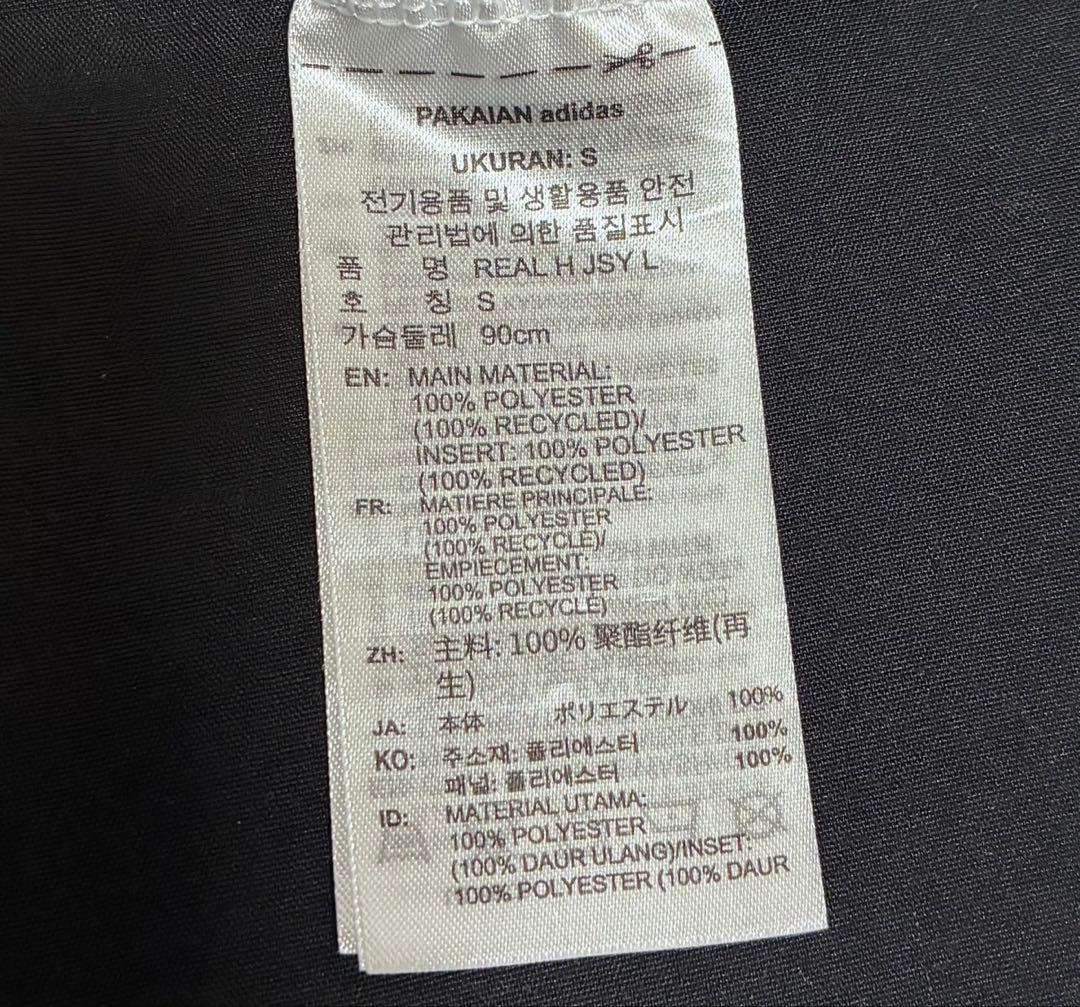 PAKAIAN adidas
UKURAN: S
전기용품 및 생활용품 안전
관리법에 의한 품질표시
품 명 REAL H JSY L
호 칭 S
가슴둘레 90cm
EN: MAIN MATERIAL:
100% POLYESTER
(100% RECYCLED)/
INSERT: 100% POLYESTER
(100% RECYCLED)
FR: MATIERE PRINCIPALE:
100% POLYESTER
(100% RECYCLÉ)/
EMPIECEMENT:
100% POLYESTER
(100% RECYCLÉ)
ZH: 主料: 100% 聚酯纤维(再
生)
JA: 本体 ポリエステル 100%
KO: 주소재: 폴리에스터 100%
패널: 폴리에스터 100%
ID: MATERIAL UTAMA:
100% POLYESTER
(100% DAUR ULANG)/INSET:
100% POLYESTER (100% DAUR